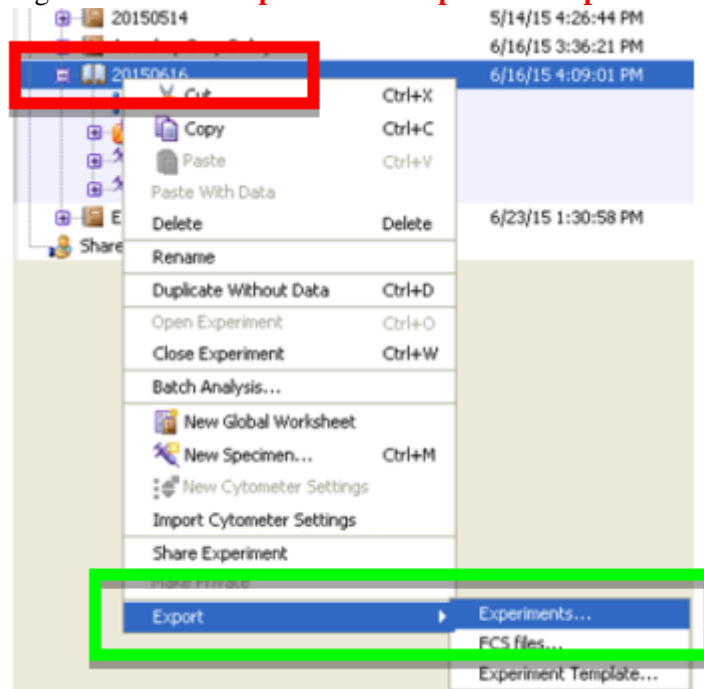 20150514 5/14/15 4:26:44 PM
6/16/15 3:36:21 PM
20150616 6/16/15 4:09:01 PM
Cut Ctrl+X
Copy Ctrl+C
Paste Ctrl+V
Paste With Data
E Delete Delete 6/23/15 1:30:58 PM
Share
Rename
Duplicate Without Data Ctrl+D
Open Experiment Ctrl+O
Close Experiment Ctrl+W
Batch Analysis...
New Global Worksheet
New Specimen... Ctrl+M
New Cytometer Settings
Import Cytometer Settings
Share Experiment
Make Private
Export Experiments...
FCS files...
Experiment Template...